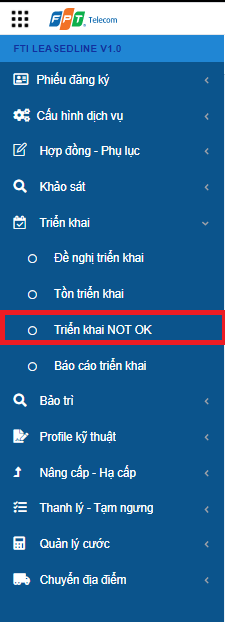 FPT Telecom
FTI LEASEDLINE V1.0
Phiếu đăng ký
Cấu hình dịch vụ
Hợp đồng - Phụ lục
Khảo sát
Triển khai
Đề nghị triển khai
Tồn triển khai
Triển khai NOT OK
Báo cáo triển khai
Bảo trì
Profile kỹ thuật
Nâng cấp - Hạ cấp
Thanh lý - Tạm ngưng
Quản lý cước
Chuyển địa điểm